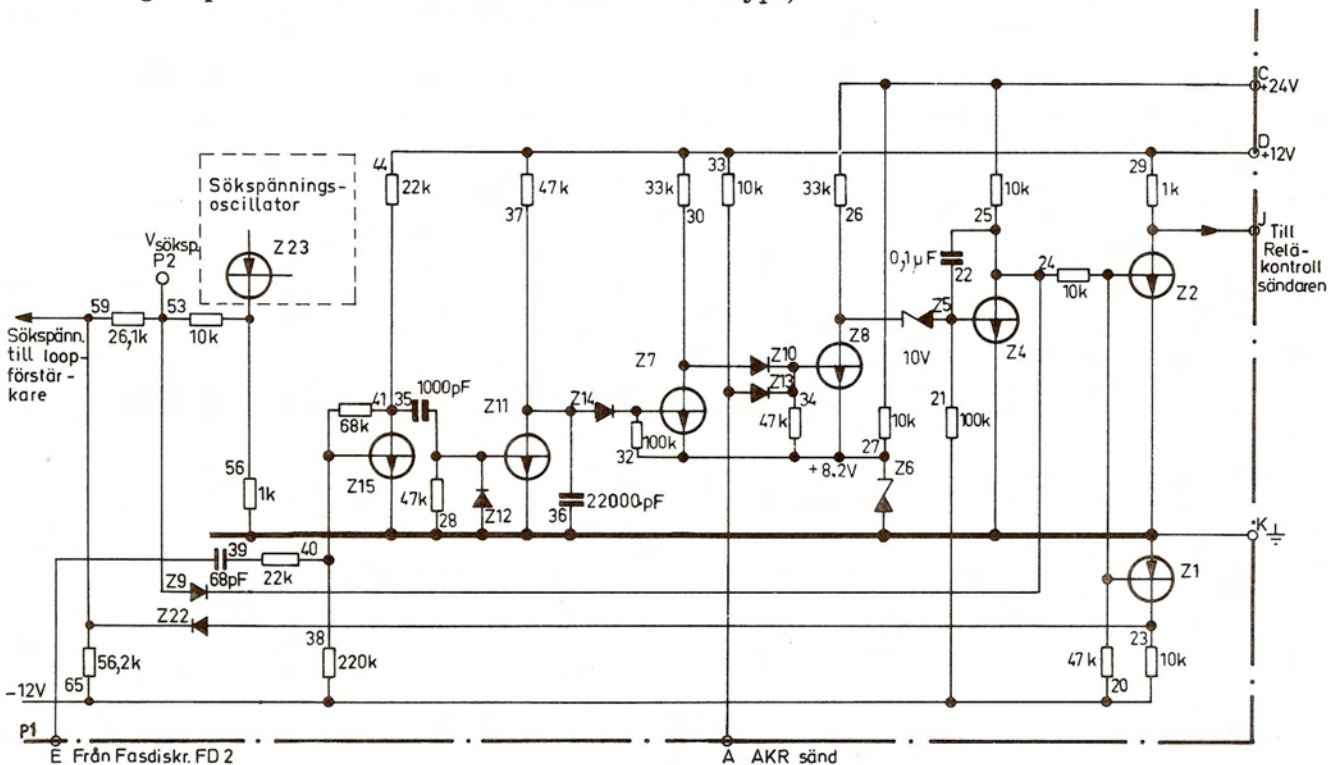 C
+24V
D
+12V
44
22k
47k
37
33k
30
33
10k
33k
26
10k
25
29
1k
Sökspännings-
oscillator
Z23
J Till
Relä-
kontroll
sändaren
V söksp.
P2
0,1µF
22
24
10k
Z2
59
26,1k
53
10k
Sökspänn.
till loop-
förstär-
kare
Z5
10V
Z4
Z8
Z7
Z10
Z13
41
35
1000pF
68k
Z11
Z14
34
47k
10k
27
21
100k
100k
32
+8.2V
Z6
56
1k
Z15
47k
28
Z12
36
22000pF
K
39
68pF
22k
40
Z9
Z22
Z1
38
220k
23
10k
47k
20
56,2k
65
-12V
P1
E Från Fasdiskr. FD 2
A AKR sänd